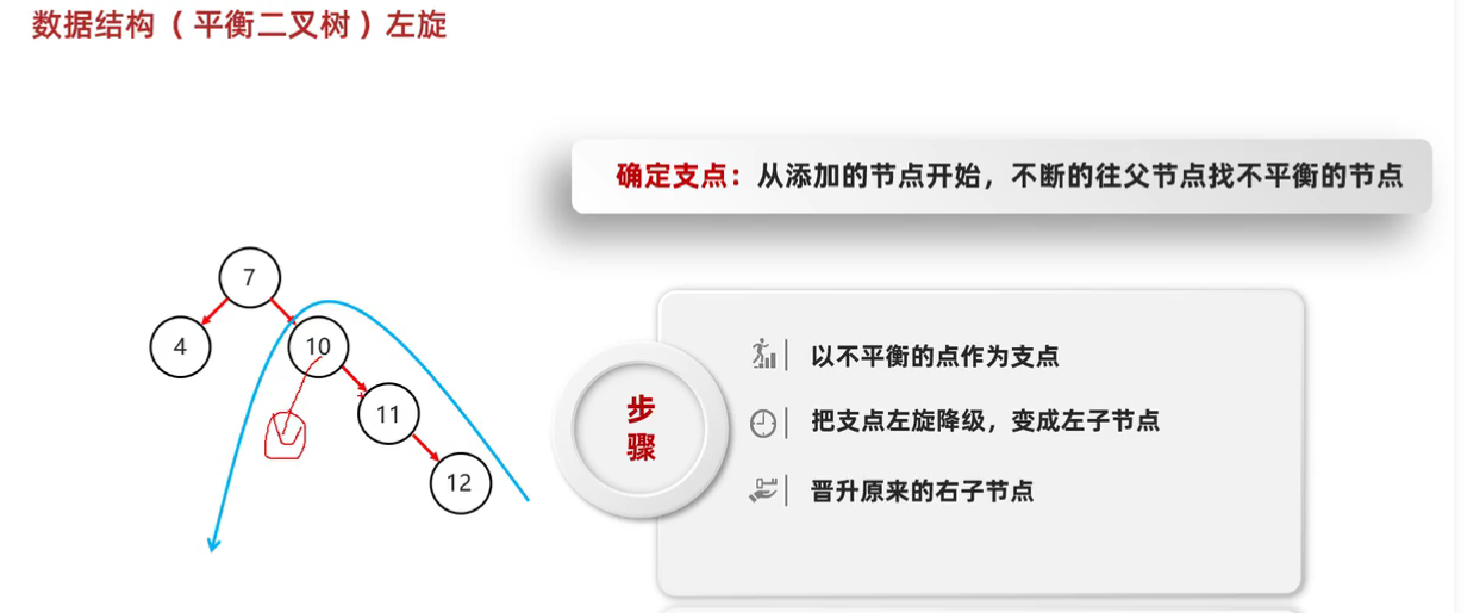 数据结构（平衡二叉树）左旋
确定支点：从添加的节点开始，不断的往父节点找不平衡的节点
7
4
10
11
12
步
骤
以不平衡的点作为支点
把支点左旋降级，变成左子节点
晋升原来的右子节点